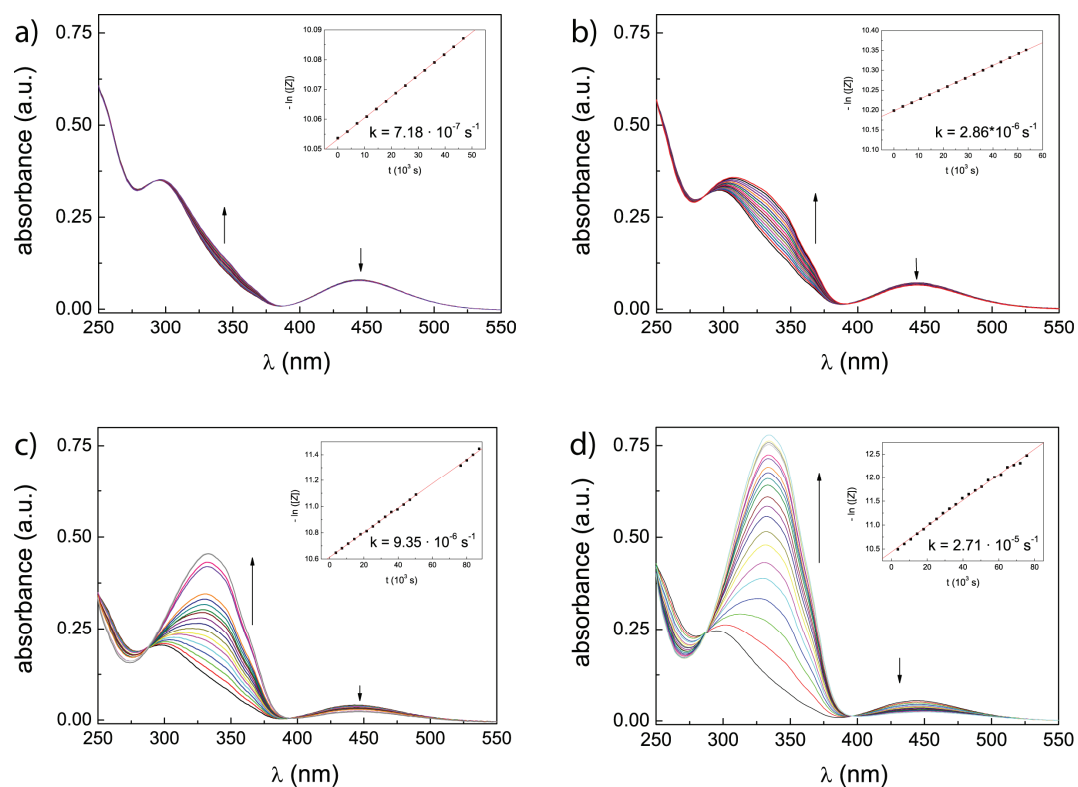 a)
absorbance (a.u.)
0.75
0.50
0.25
0.00
250 300 350 400 450 500 550
λ (nm)
- ln ([Z])
10.09
10.08
10.07
10.06
10.05
0 10 20 30 40 50
t (10³ s)
k = 7.18 · 10⁻⁷ s⁻¹
b)
absorbance (a.u.)
0.75
0.50
0.25
0.00
250 300 350 400 450 500 550
λ (nm)
- ln ([Z])
10.40
10.35
10.30
10.25
10.20
10.15
10.10
0 10 20 30 40 50 60
t (10³ s)
k = 2.86*10⁻⁶ s⁻¹
c)
absorbance (a.u.)
0.75
0.50
0.25
0.00
250 300 350 400 450 500 550
λ (nm)
- ln ([Z])
11.4
11.2
11.0
10.8
10.6
0 20 40 60 80
t (10³ s)
k = 9.35 · 10⁻⁶ s⁻¹
d)
absorbance (a.u.)
0.75
0.50
0.25
0.00
250 300 350 400 450 500 550
λ (nm)
- ln ([Z])
12.5
12.0
11.5
11.0
10.5
0 20 40 60 80
t (10³ s)
k = 2.71 · 10⁻⁵ s⁻¹